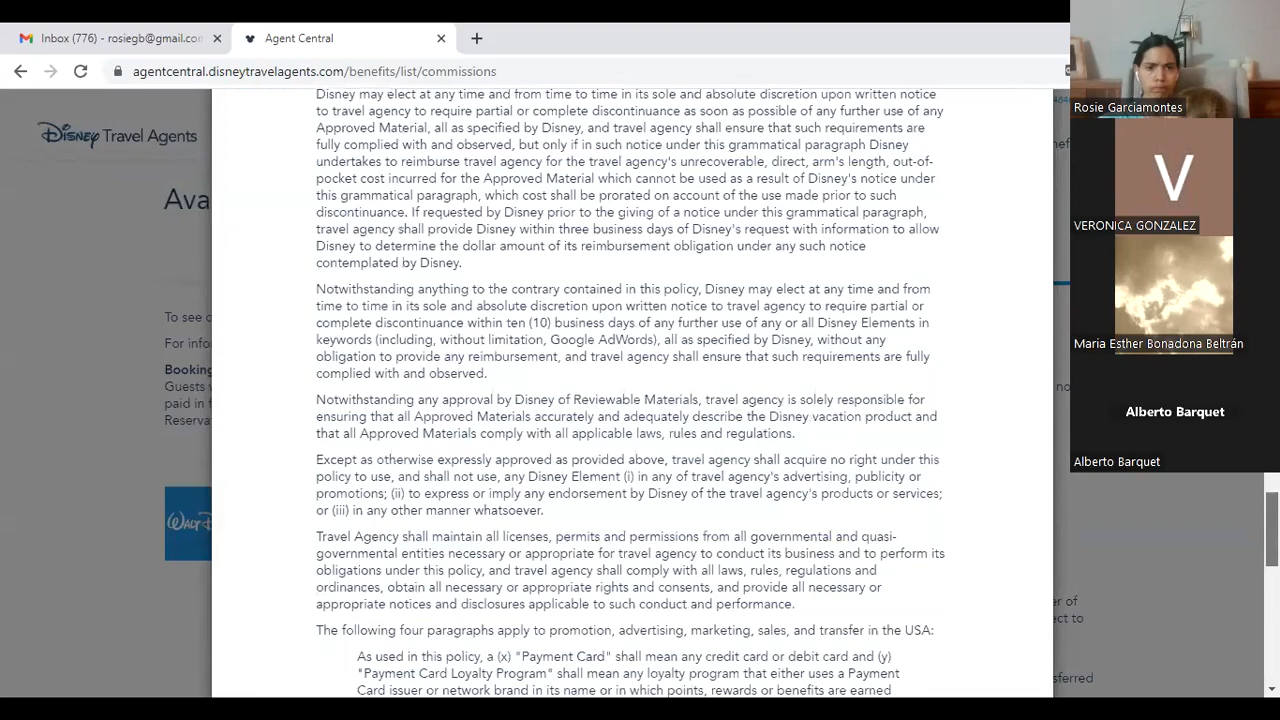 Inbox (776) - rosiegb@gmail.co
Agent Central
agentcentral.disneytravelagents.com/benefits/list/commissions
Disney Travel Agents
Ava
To see c
For info
Booking
Guests v
paid in f
Reserva
WALT D
Disney may elect at any time and from time to time in its sole and absolute discretion upon written notice
to travel agency to require partial or complete discontinuance as soon as possible of any further use of any
Approved Material, all as specified by Disney, and travel agency shall ensure that such requirements are
fully complied with and observed, but only if in such notice under this grammatical paragraph Disney
undertakes to reimburse travel agency for the travel agency's unrecoverable, direct, arm's length, out-of-
pocket cost incurred for the Approved Material which cannot be used as a result of Disney's notice under
this grammatical paragraph, which cost shall be prorated on account of the use made prior to such
discontinuance. If requested by Disney prior to the giving of a notice under this grammatical paragraph,
travel agency shall provide Disney within three business days of Disney's request with information to allow
Disney to determine the dollar amount of its reimbursement obligation under any such notice
contemplated by Disney.
Notwithstanding anything to the contrary contained in this policy, Disney may elect at any time and from
time to time in its sole and absolute discretion upon written notice to travel agency to require partial or
complete discontinuance within ten (10) business days of any further use of any or all Disney Elements in
keywords (including, without limitation, Google AdWords), all as specified by Disney, without any
obligation to provide any reimbursement, and travel agency shall ensure that such requirements are fully
complied with and observed.
Notwithstanding any approval by Disney of Reviewable Materials, travel agency is solely responsible for
ensuring that all Approved Materials accurately and adequately describe the Disney vacation product and
that all Approved Materials comply with all applicable laws, rules and regulations.
Except as otherwise expressly approved as provided above, travel agency shall acquire no right under this
policy to use, and shall not use, any Disney Element (i) in any of travel agency's advertising, publicity or
promotions; (ii) to express or imply any endorsement by Disney of the travel agency's products or services;
or (iii) in any other manner whatsoever.
Travel Agency shall maintain all licenses, permits and permissions from all governmental and quasi-
governmental entities necessary or appropriate for travel agency to conduct its business and to perform its
obligations under this policy, and travel agency shall comply with all laws, rules, regulations and
ordinances, obtain all necessary or appropriate rights and consents, and provide all necessary or
appropriate notices and disclosures applicable to such conduct and performance.
The following four paragraphs apply to promotion, advertising, marketing, sales, and transfer in the USA:
As used in this policy, a (x) "Payment Card" shall mean any credit card or debit card and (y)
"Payment Card Loyalty Program" shall mean any loyalty program that either uses a Payment
Card issuer or network brand in its name or in which points, rewards or benefits are earned
no
er of
ect to
sferred
Rosie Garciamontes
V
VERONICA GONZALEZ
Maria Esther Bonadona Beltrán
Alberto Barquet
Alberto Barquet